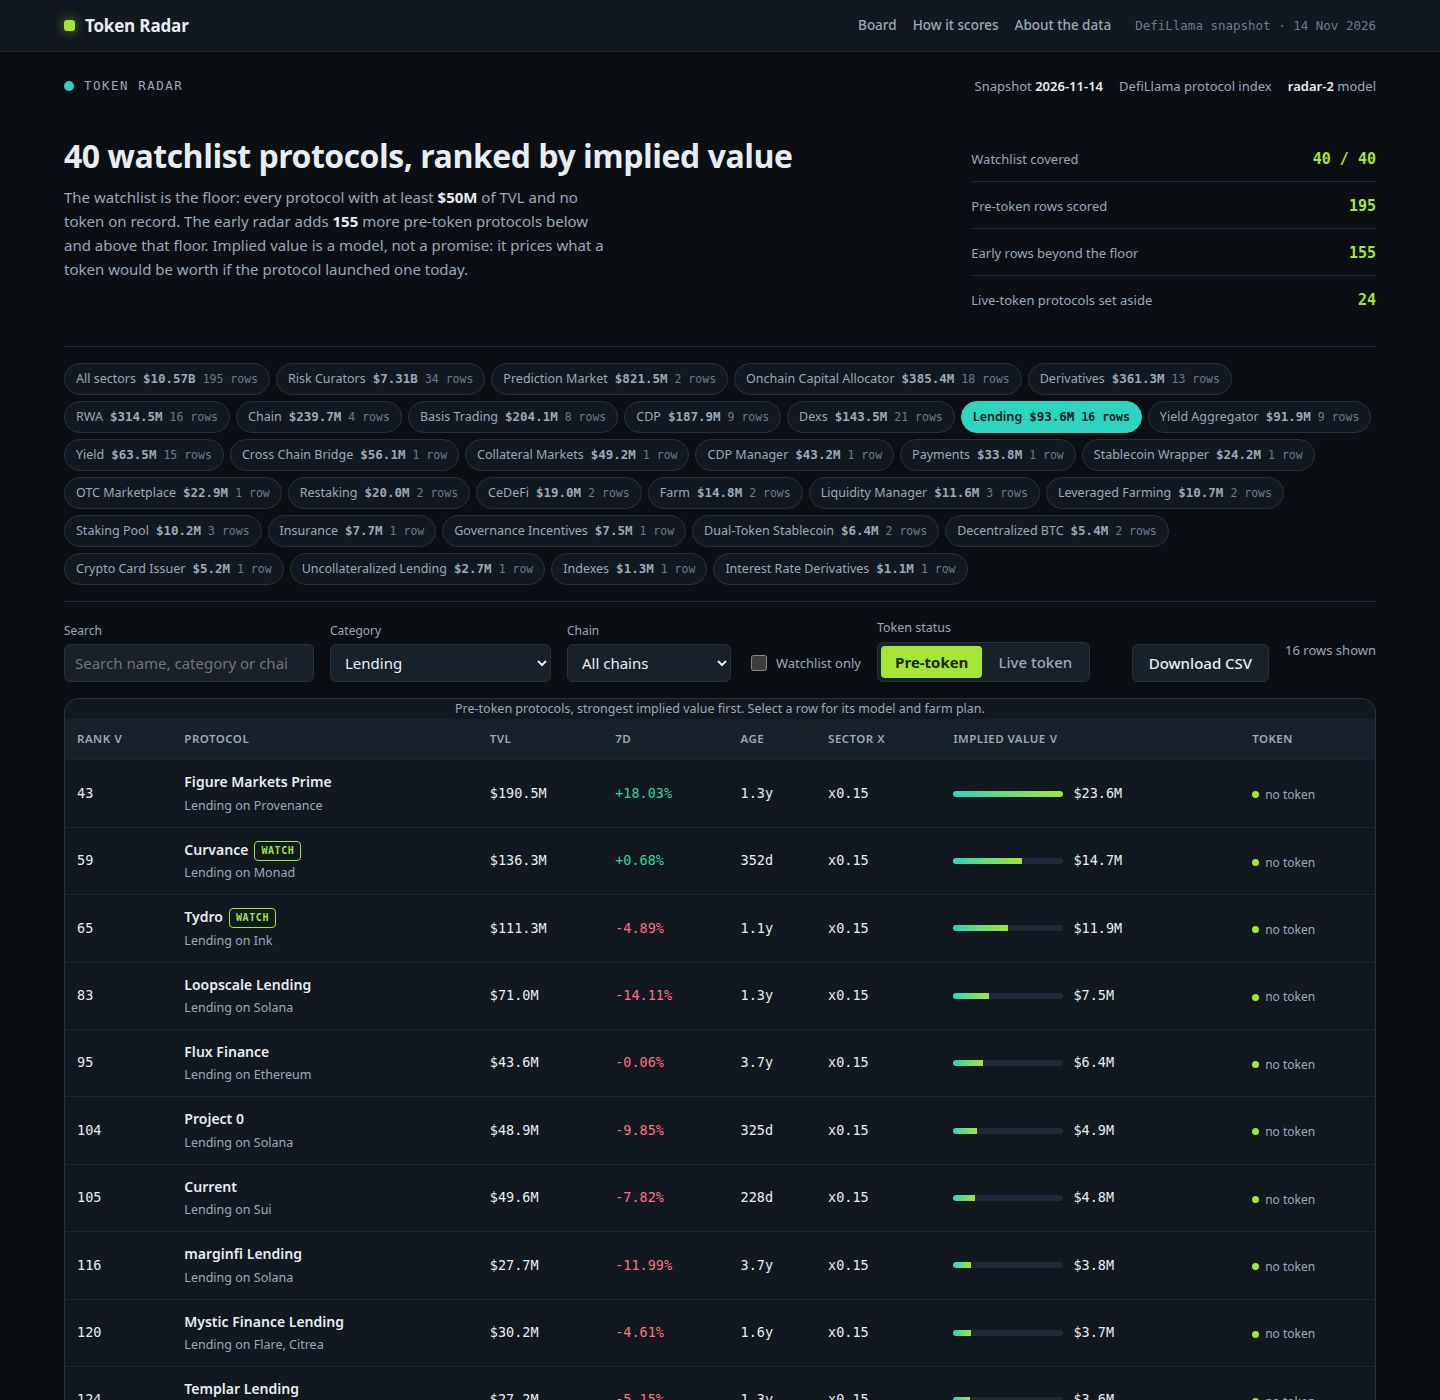 Token Radar
Board How it scores About the data DefiLlama snapshot · 14 Nov 2026
TOKEN RADAR
Snapshot 2026-11-14 DefiLlama protocol index radar-2 model
40 watchlist protocols, ranked by implied value
The watchlist is the floor: every protocol with at least $50M of TVL and no
token on record. The early radar adds 155 more pre-token protocols below
and above that floor. Implied value is a model, not a promise: it prices what a
token would be worth if the protocol launched one today.
Watchlist covered 40 / 40
Pre-token rows scored 195
Early rows beyond the floor 155
Live-token protocols set aside 24
All sectors $10.57B 195 rows Risk Curators $7.31B 34 rows Prediction Market $821.5M 2 rows Onchain Capital Allocator $385.4M 18 rows Derivatives $361.3M 13 rows
RWA $314.5M 16 rows Chain $239.7M 4 rows Basis Trading $204.1M 8 rows CDP $187.9M 9 rows Dexs $143.5M 21 rows Lending $93.6M 16 rows Yield Aggregator $91.9M 9 rows
Yield $63.5M 15 rows Cross Chain Bridge $56.1M 1 row Collateral Markets $49.2M 1 row CDP Manager $43.2M 1 row Payments $33.8M 1 row Stablecoin Wrapper $24.2M 1 row
OTC Marketplace $22.9M 1 row Restaking $20.0M 2 rows CeDeFi $19.0M 2 rows Farm $14.8M 2 rows Liquidity Manager $11.6M 3 rows Leveraged Farming $10.7M 2 rows
Staking Pool $10.2M 3 rows Insurance $7.7M 1 row Governance Incentives $7.5M 1 row Dual-Token Stablecoin $6.4M 2 rows Decentralized BTC $5.4M 2 rows
Crypto Card Issuer $5.2M 1 row Uncollateralized Lending $2.7M 1 row Indexes $1.3M 1 row Interest Rate Derivatives $1.1M 1 row
Search Category Chain Token status
Search name, category or chai Lending All chains Watchlist only Pre-token Live token Download CSV 16 rows shown
Pre-token protocols, strongest implied value first. Select a row for its model and farm plan.
RANK V PROTOCOL TVL 7D AGE SECTOR X IMPLIED VALUE V TOKEN
43 Figure Markets Prime $190.5M +18.03% 1.3y x0.15 $23.6M no token
Lending on Provenance
59 Curvance WATCH $136.3M +0.68% 352d x0.15 $14.7M no token
Lending on Monad
65 Tydro WATCH $111.3M -4.89% 1.1y x0.15 $11.9M no token
Lending on Ink
83 Loopscale Lending $71.0M -14.11% 1.3y x0.15 $7.5M no token
Lending on Solana
95 Flux Finance $43.6M -0.06% 3.7y x0.15 $6.4M no token
Lending on Ethereum
104 Project 0 $48.9M -9.85% 325d x0.15 $4.9M no token
Lending on Solana
105 Current $49.6M -7.82% 228d x0.15 $4.8M no token
Lending on Sui
116 marginfi Lending $27.7M -11.99% 3.7y x0.15 $3.8M no token
Lending on Solana
120 Mystic Finance Lending $30.2M -4.61% 1.6y x0.15 $3.7M no token
Lending on Flare, Citrea
124 Templar Lending $27.2M -5.15% 1.3y x0.15 $3.6M no token